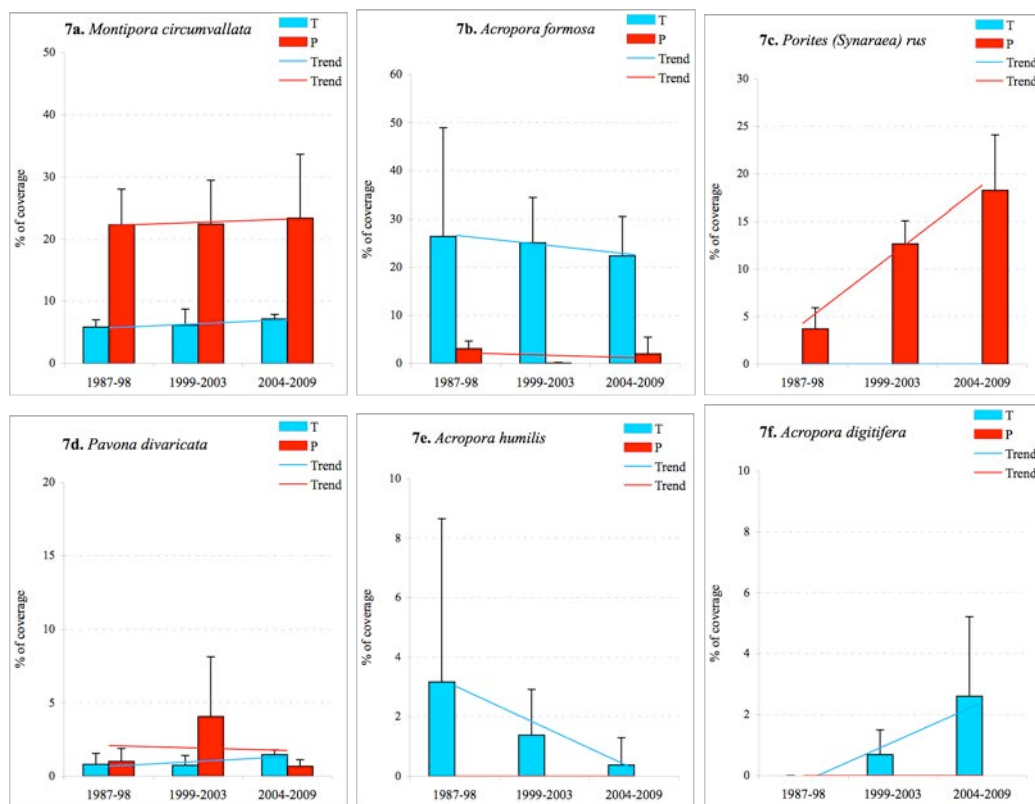 7a. Montipora circumvallata
T
P
Trend
Trend
% of coverage
50
40
30
20
10
0
1987-98 1999-2003 2004-2009
7b. Acropora formosa
T
P
Trend
Trend
% of coverage
60
50
40
30
20
10
0
1987-98 1999-2003 2004-2009
7c. Porites (Synaraea) rus
T
P
Trend
Trend
% of coverage
30
25
20
15
10
5
0
1987-98 1999-2003 2004-2009
7d. Pavona divaricata
T
P
Trend
Trend
% of coverage
20
15
10
5
0
1987-98 1999-2003 2004-2009
7e. Acropora humilis
T
P
Trend
Trend
% of coverage
10
8
6
4
2
0
1987-98 1999-2003 2004-2009
7f. Acropora digitifera
T
P
Trend
Trend
% of coverage
10
8
6
4
2
0
1987-98 1999-2003 2004-2009